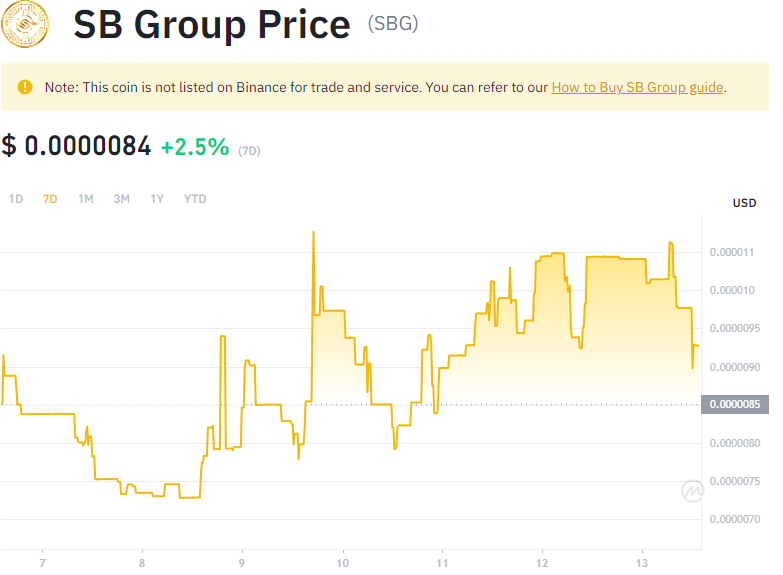 SB Group Price (SBG)
Note: This coin is not listed on Binance for trade and service. You can refer to our How to Buy SB Group guide.
$ 0.0000084 +2.5% (7D)
1D 7D 1M 3M 1Y YTD
USD
0.000011
0.000010
0.0000095
0.0000090
0.0000085
0.0000080
0.0000075
0.0000070
7 8 9 10 11 12 13